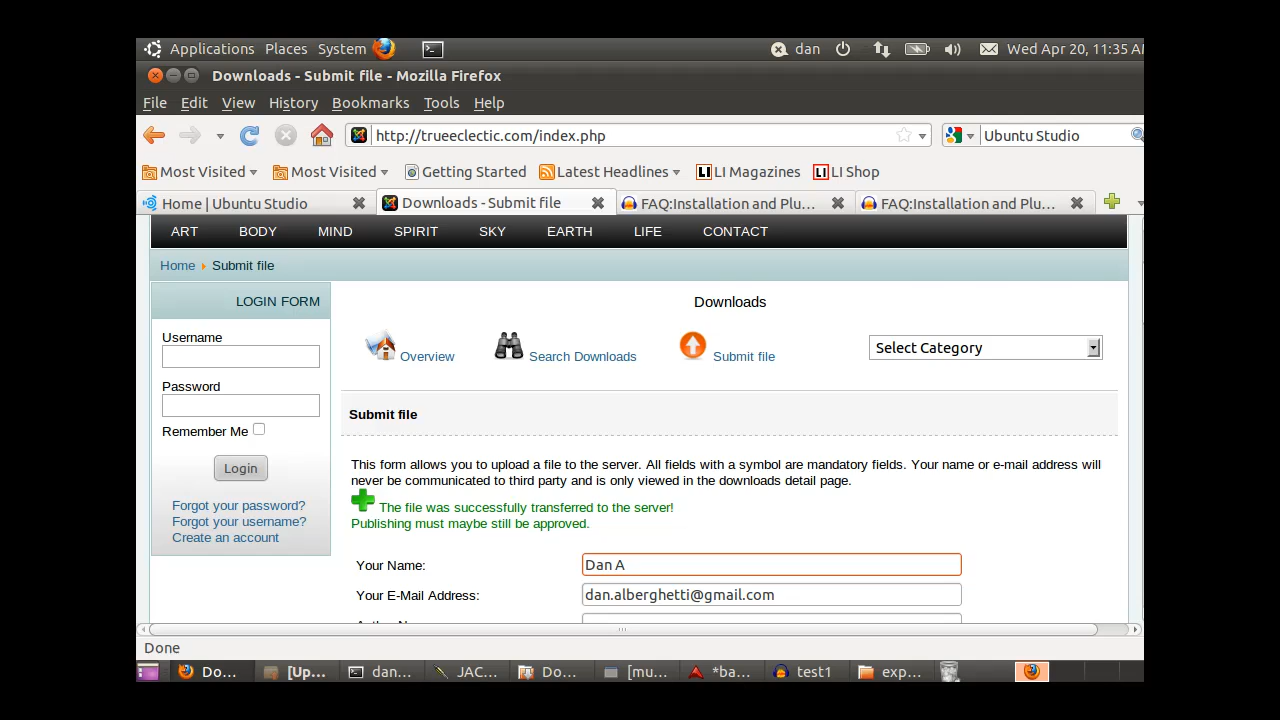 Applications Places System dan Wed Apr 20, 11:35 AM
Downloads - Submit file - Mozilla Firefox
File Edit View History Bookmarks Tools Help
http://trueeclectic.com/index.php Ubuntu Studio
Most Visited Most Visited Getting Started Latest Headlines LI LI Magazines LI LI Shop
Home | Ubuntu Studio Downloads - Submit file FAQ:Installation and Plu... FAQ:Installation and Plu...
ART BODY MIND SPIRIT SKY EARTH LIFE CONTACT
Home Submit file
LOGIN FORM
Username
Password
Remember Me
Login
Forgot your password?
Forgot your username?
Create an account
Downloads
Overview Search Downloads Submit file Select Category
Submit file
This form allows you to upload a file to the server. All fields with a symbol are mandatory fields. Your name or e-mail address will
never be communicated to third party and is only viewed in the downloads detail page.
The file was successfully transferred to the server!
Publishing must maybe still be approved.
Your Name: Dan A
Your E-Mail Address: dan.alberghetti@gmail.com
Done
Do... [Up... dan... JAC... Do... [mu... *ba... test1 exp...